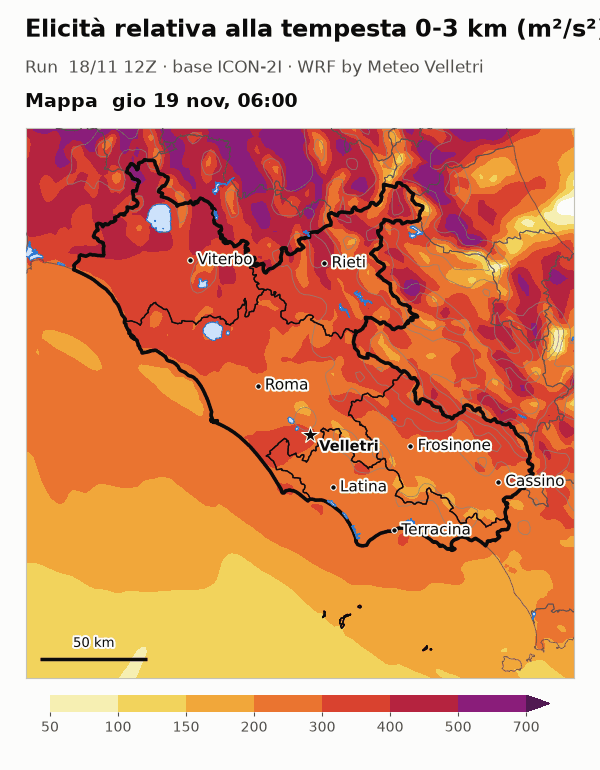 Elicità relativa alla tempesta 0-3 km (m²/s²)
Run 18/11 12Z · base ICON-2I · WRF by Meteo Velletri
Mappa gio 19 nov, 06:00
Viterbo
Rieti
Roma
Velletri
Frosinone
Cassino
Latina
Terracina
50 km
50 100 150 200 300 400 500 700